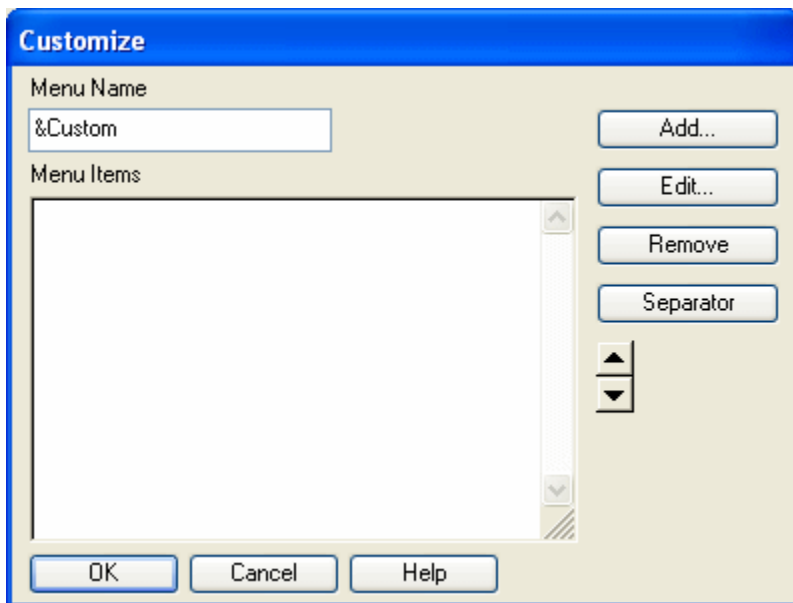 Customize
Menu Name
&Custom
Add...
Menu Items
Edit...
Remove
Separator
OK
Cancel
Help